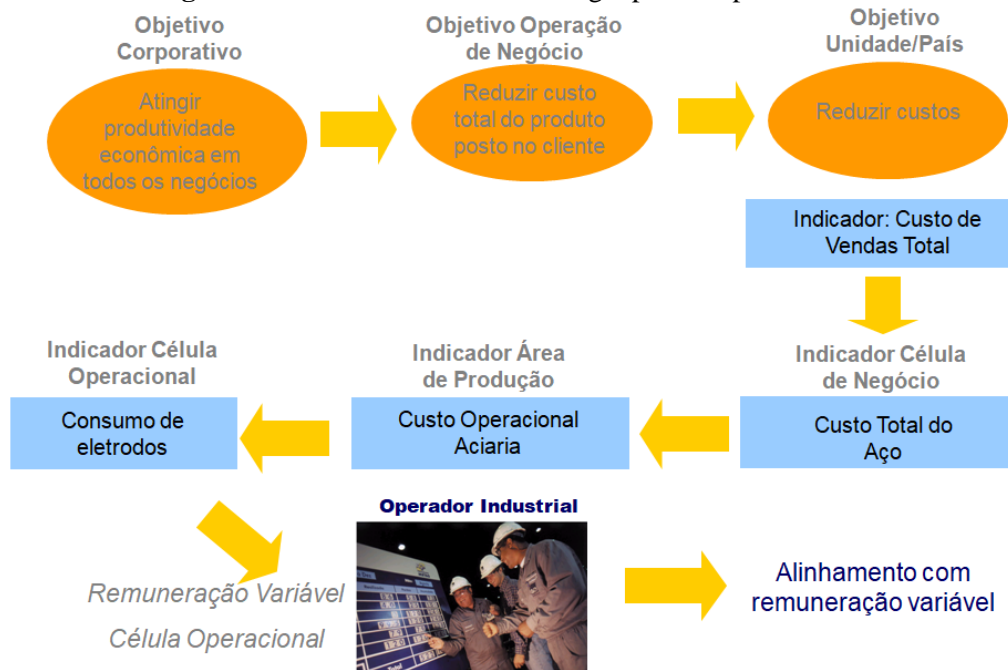 Objetivo
Corporativo
Objetivo Operação
de Negócio
Objetivo
Unidade/País
Atingir
produtividade
econômica em
todos os negócios
Reduzir custo
total do produto
posto no cliente
Reduzir custos
Indicador: Custo de
Vendas Total
Indicador Célula
Operacional
Indicador Área
de Produção
Indicador Célula
de Negócio
Consumo de
eletrodos
Custo Operacional
Aciaria
Custo Total do
Aço
Operador Industrial
Remuneração Variável
Célula Operacional
Alinhamento com
remuneração variável